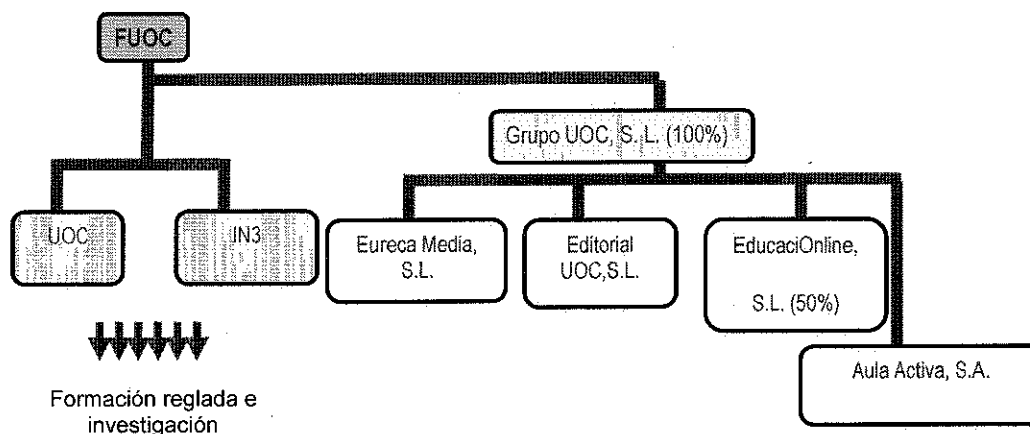 FUOC
Grupo UOC, S. L. (100%)
UOC
IN3
Eureca Media,
S.L.
Editorial
UOC,S.L.
EducaciOnline,
S.L. (50%)
Aula Activa, S.A.
Formación reglada e
investigación